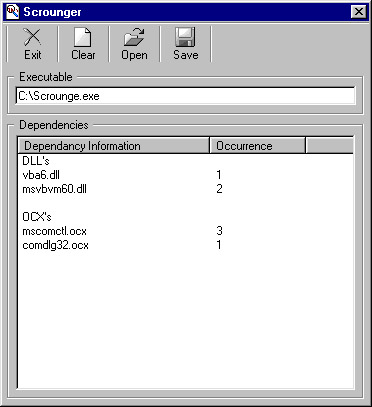 Scrounger
Exit Clear Open Save
Executable
C:\Scrounge.exe
Dependencies
Dependancy Information Occurrence
DLL's
vba6.dll 1
msvbvm60.dll 2
OCX's
mscomctl.ocx 3
comdlg32.ocx 1